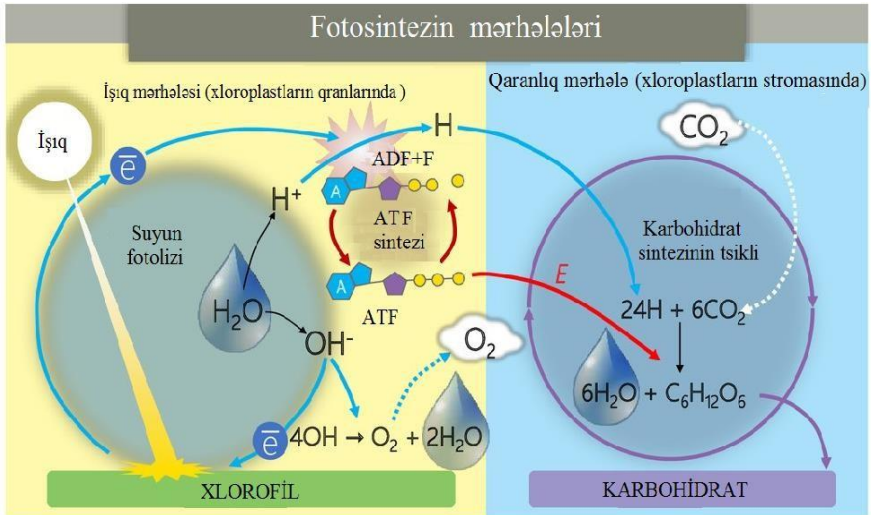 Fotosintezin mərhələləri
İşıq mərhələsi (xloroplastların qranlarında )
Qaranlıq mərhələ (xloroplastların stromasında)
İşıq
ē
H
CO₂
ADF+F
A
H⁺
Suyun
fotolizi
ATF
sintezi
Karbohidrat
sintezinin tsikli
E
A
H₂O
ATF
24H + 6CO₂
OH⁻
O₂
6H₂O + C₆H₁₂O₆
ē
4OH → O₂ + 2H₂O
XLOROFİL
KARBOHİDRAT